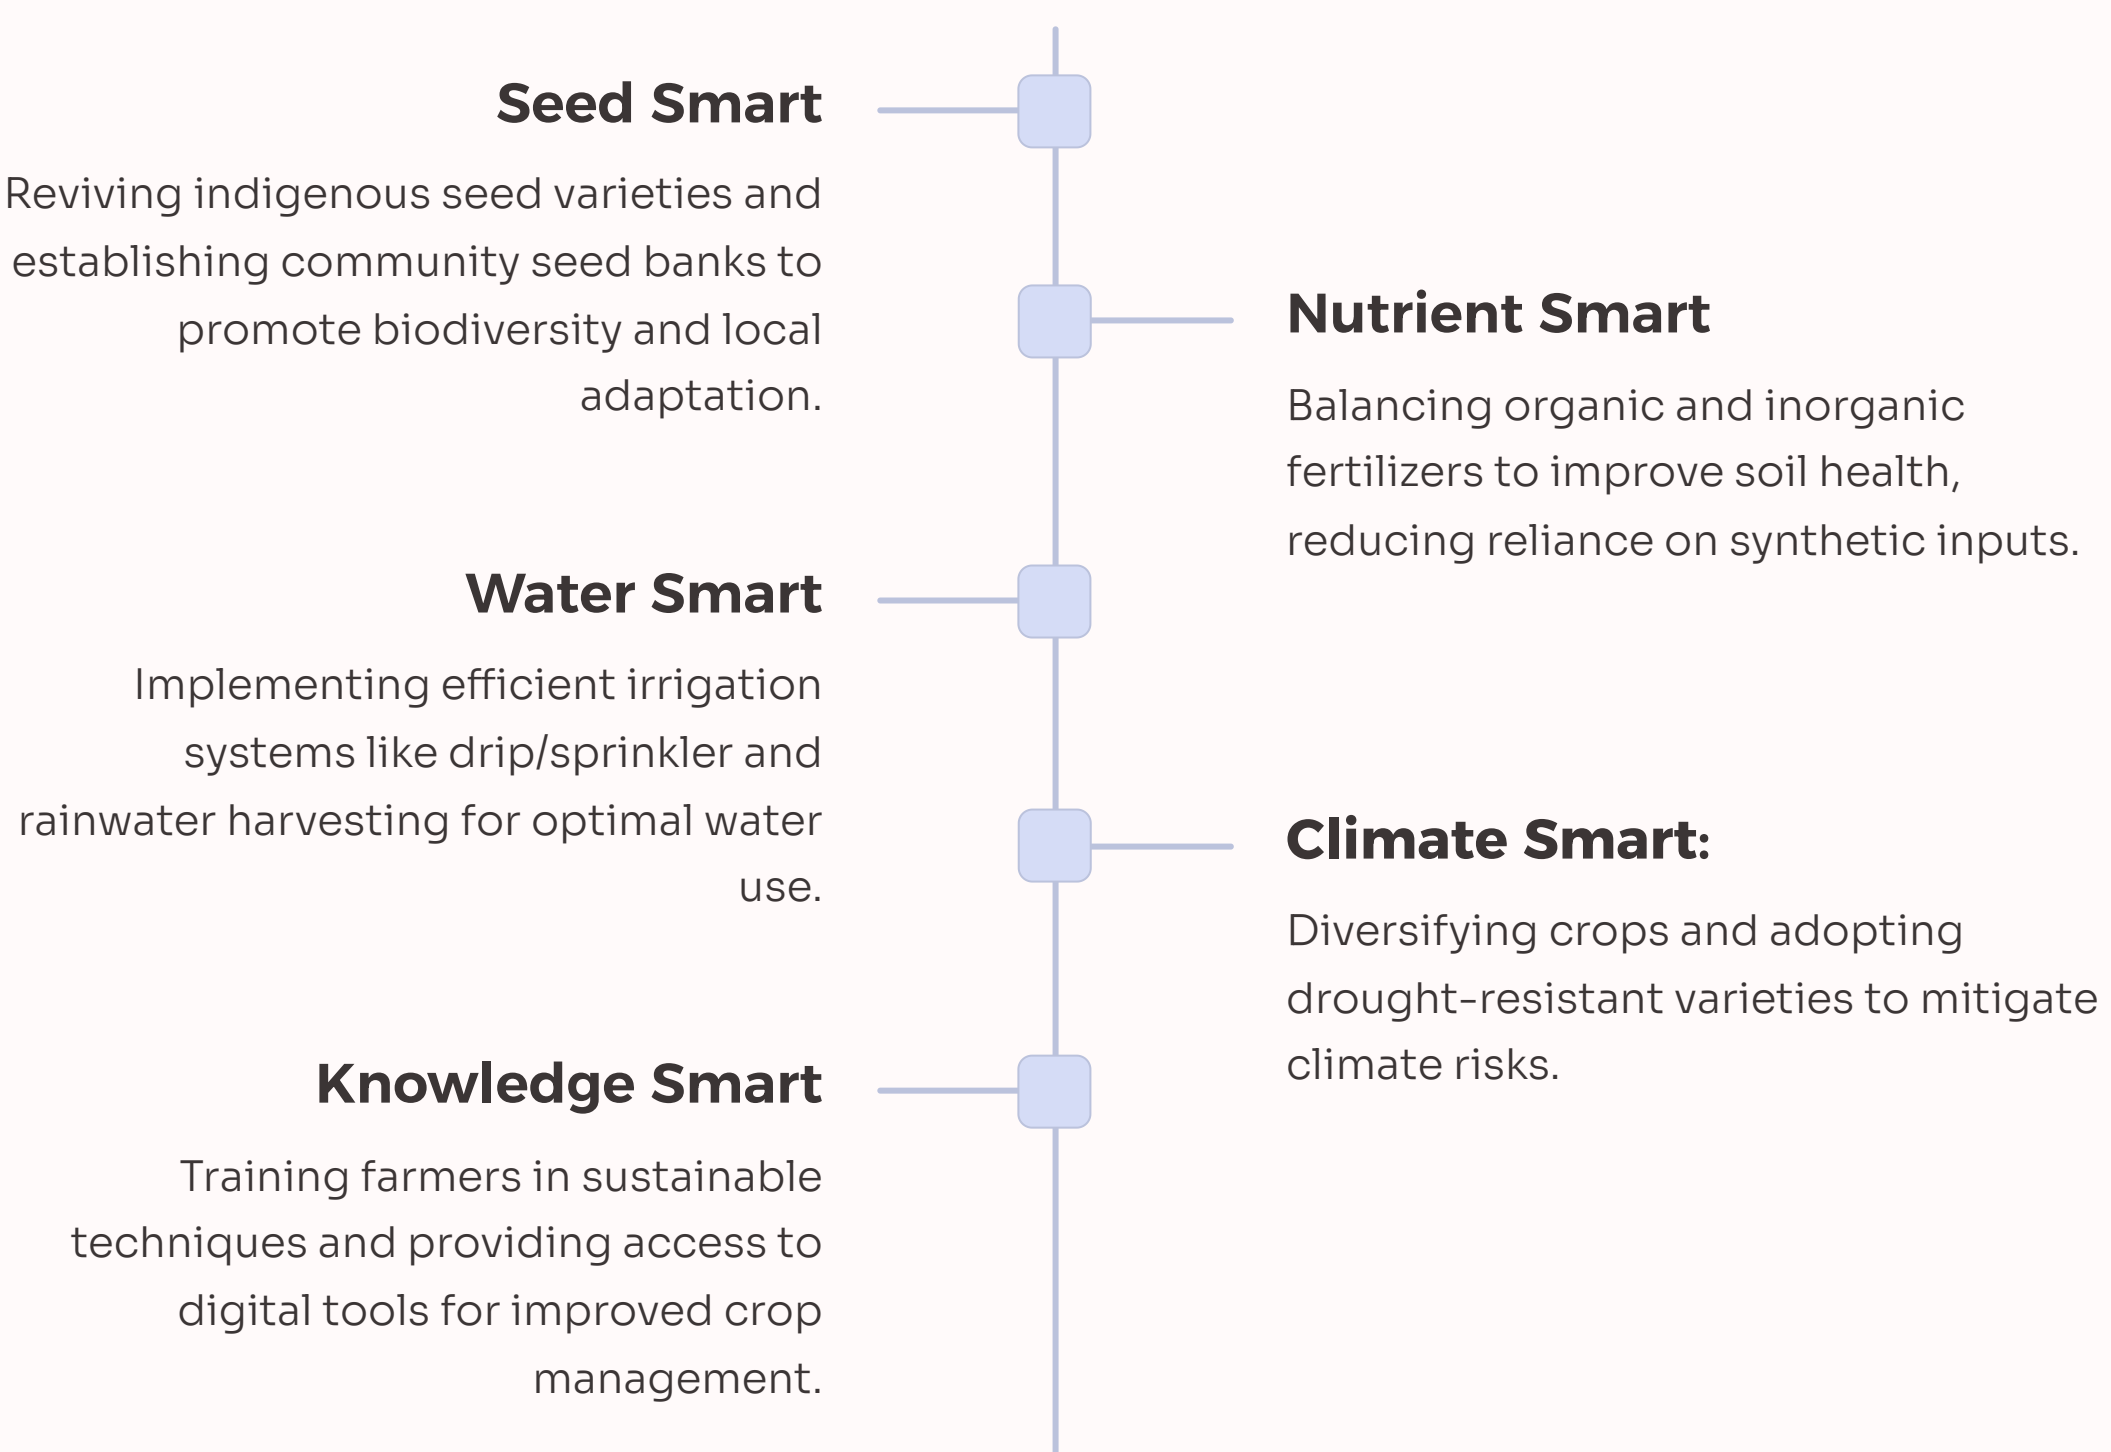 Seed Smart
Reviving indigenous seed varieties and
establishing community seed banks to
promote biodiversity and local
adaptation.
Nutrient Smart
Balancing organic and inorganic
fertilizers to improve soil health,
reducing reliance on synthetic inputs.
Water Smart
Implementing efficient irrigation
systems like drip/sprinkler and
rainwater harvesting for optimal water
use.
Climate Smart:
Diversifying crops and adopting
drought-resistant varieties to mitigate
climate risks.
Knowledge Smart
Training farmers in sustainable
techniques and providing access to
digital tools for improved crop
management.